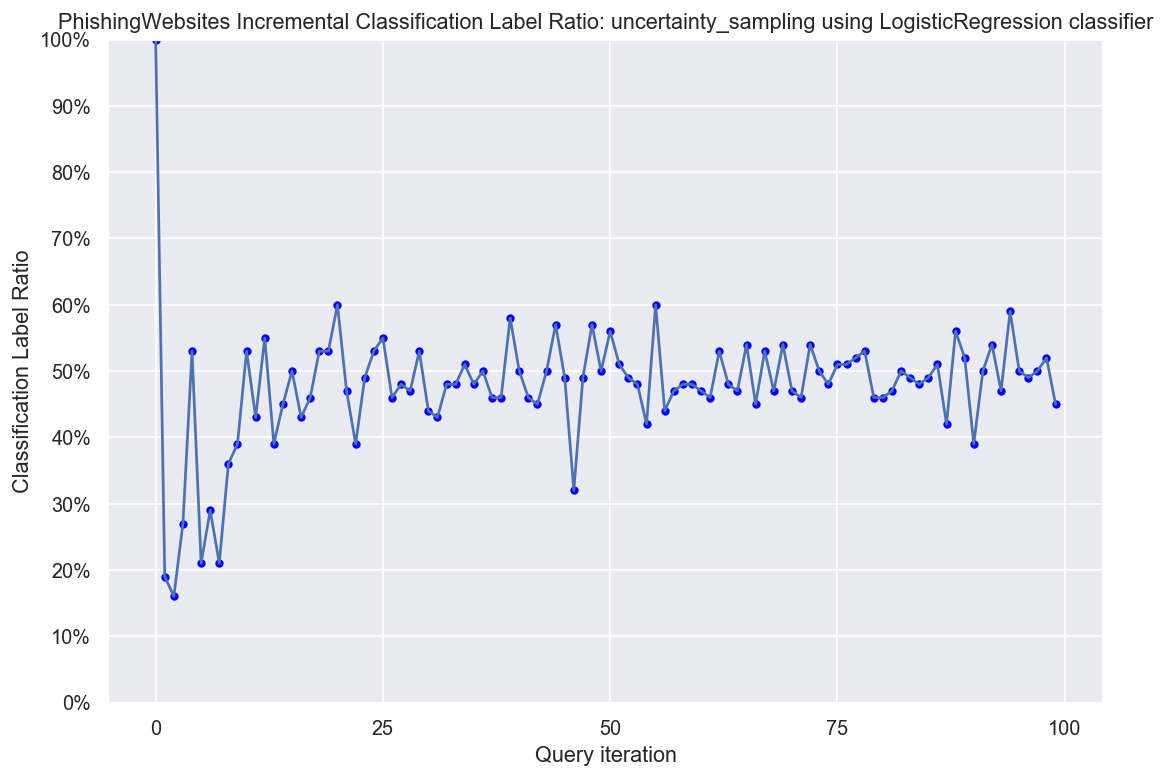 PhishingWebsites Incremental Classification Label Ratio: uncertainty_sampling using LogisticRegression classifier
100%
90%
80%
70%
60%
50%
40%
30%
20%
10%
0%
Classification Label Ratio
0 25 50 75 100
Query iteration